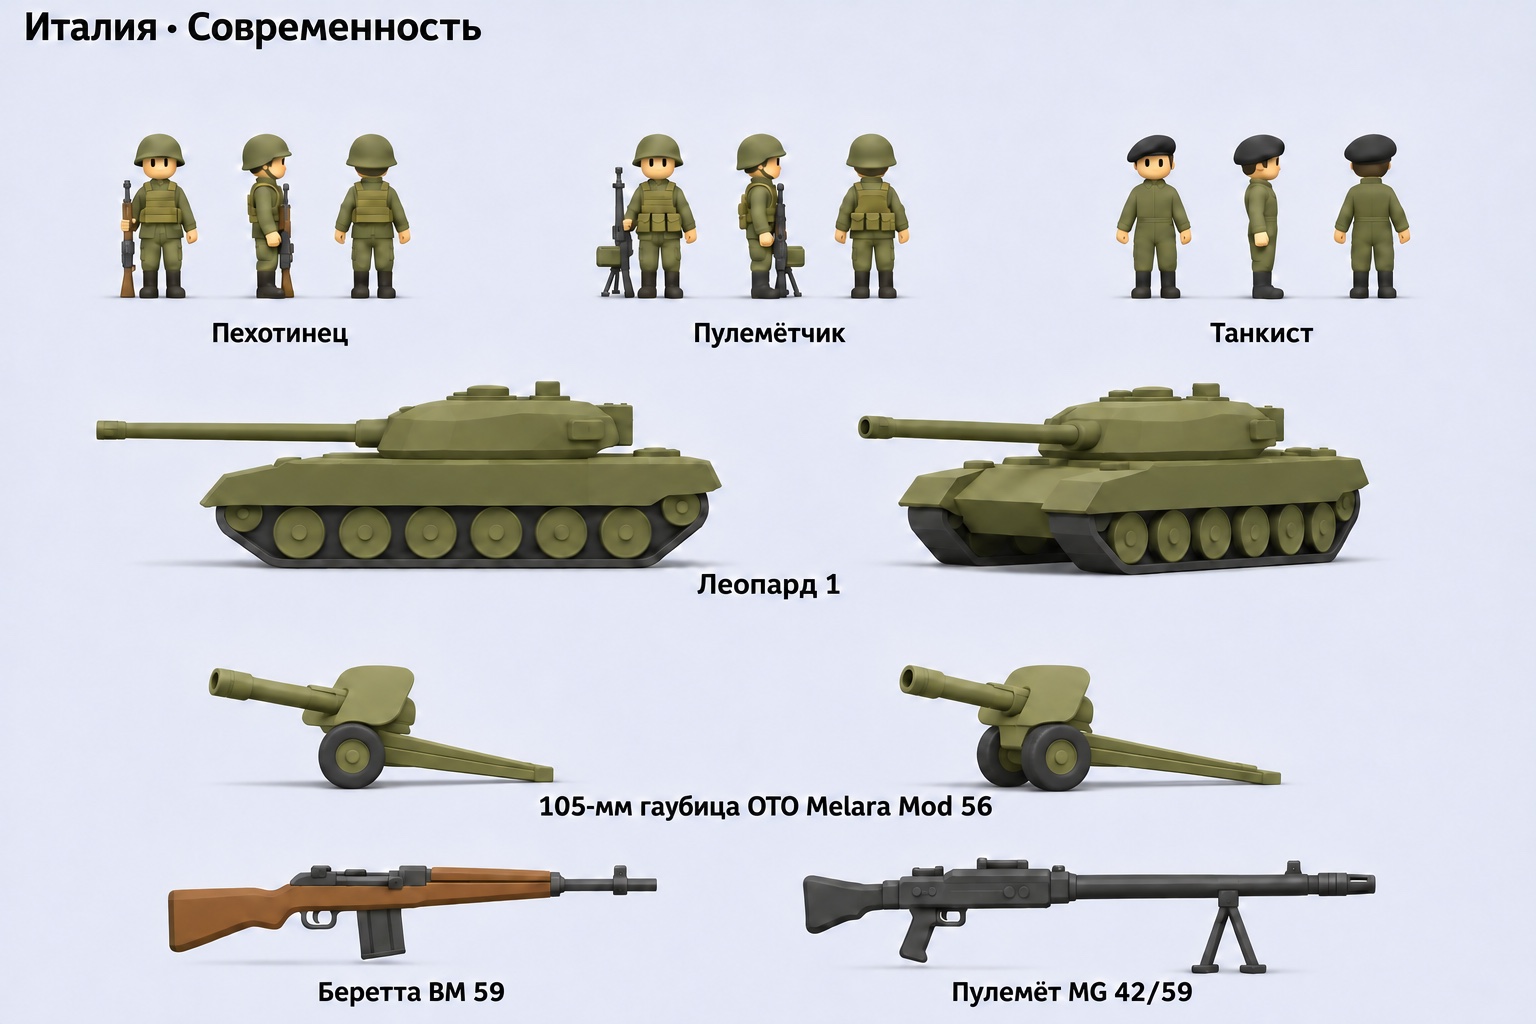 Италия • Современность
Пехотинец
Пулемётчик
Танкист
Леопард 1
105-мм гаубица OTO Melara Mod 56
Беретта BM 59
Пулемёт MG 42/59